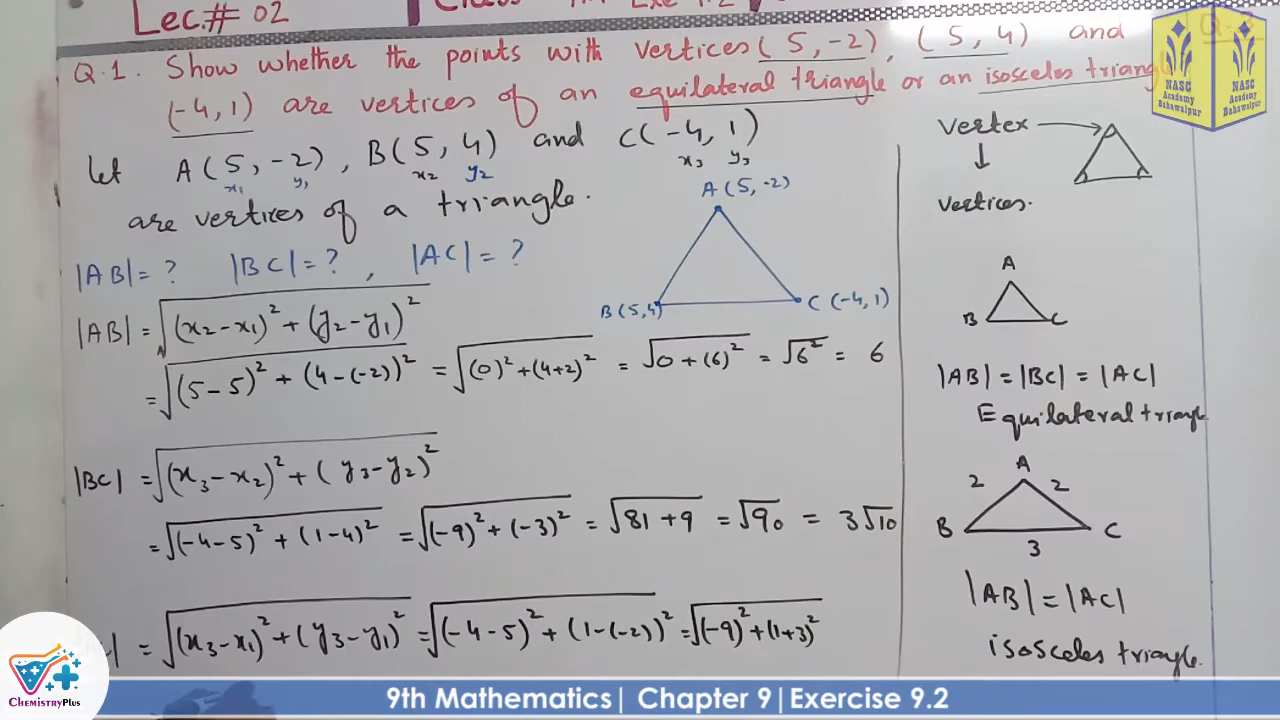 Lec.# 02
Q.1. Show whether the points with vertices (5, -2), (5, 4) and
(-4, 1) are vertices of an equilateral triangle or an isosceles triangle
let A(5, -2), B(5, 4) and C(-4, 1)
x₁ y₁ x₂ y₂ x₃ y₃
are vertices of a triangle.
|AB| = ? |BC| = ?, |AC| = ?
A(5, -2)
B(5,4) C(-4,1)
|AB| = √(x₂-x₁)² + (y₂-y₁)²
= √(5-5)² + (4-(-2))² = √(0)² + (4+2)² = √0 + (6)² = √6² = 6
|BC| = √(x₃-x₂)² + (y₃-y₂)²
= √(-4-5)² + (1-4)² = √(-9)² + (-3)² = √81+9 = √90 = 3√10
| = √(x₃-x₁)² + (y₃-y₁)² = √(-4-5)² + (1-(-2))² = √(-9)² + (1+3)²
Vertex
↓
vertices.
A
B C
|AB| = |BC| = |AC|
Equilateral triangle
A
2 2
B C
3
|AB| = |AC|
isosceles triangle.
NASC
Academy
Bahawalpur
NASC
Academy
Bahawalpur
CHEMISTRYPLUS
9th Mathematics| Chapter 9|Exercise 9.2